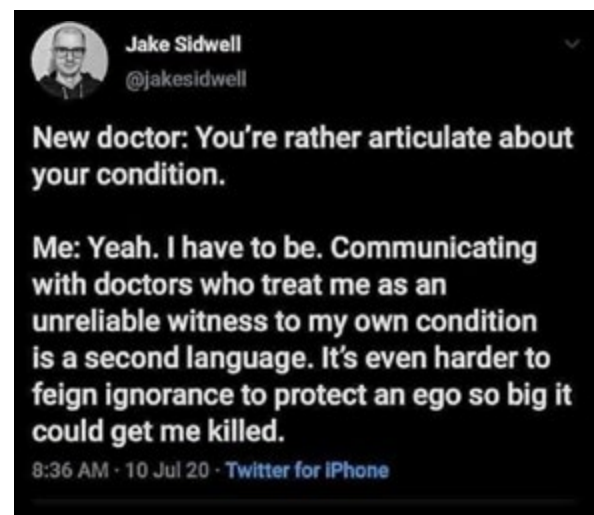 Jake Sidwell
@jakesidwell
New doctor: You're rather articulate about
your condition.
Me: Yeah. I have to be. Communicating
with doctors who treat me as an
unreliable witness to my own condition
is a second language. It's even harder to
feign ignorance to protect an ego so big it
could get me killed.
8:36 AM · 10 Jul 20 · Twitter for iPhone